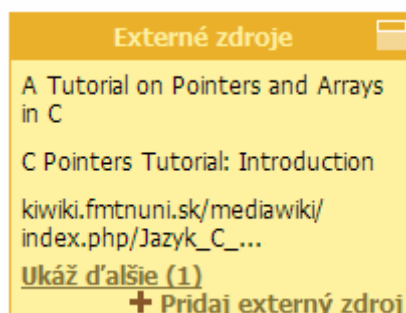 Externé zdroje
A Tutorial on Pointers and Arrays
in C
C Pointers Tutorial: Introduction
kiwiki.fmtnuni.sk/mediawiki/
index.php/Jazyk_C_...
Ukáž ďalšie (1)
+ Pridaj externý zdroj